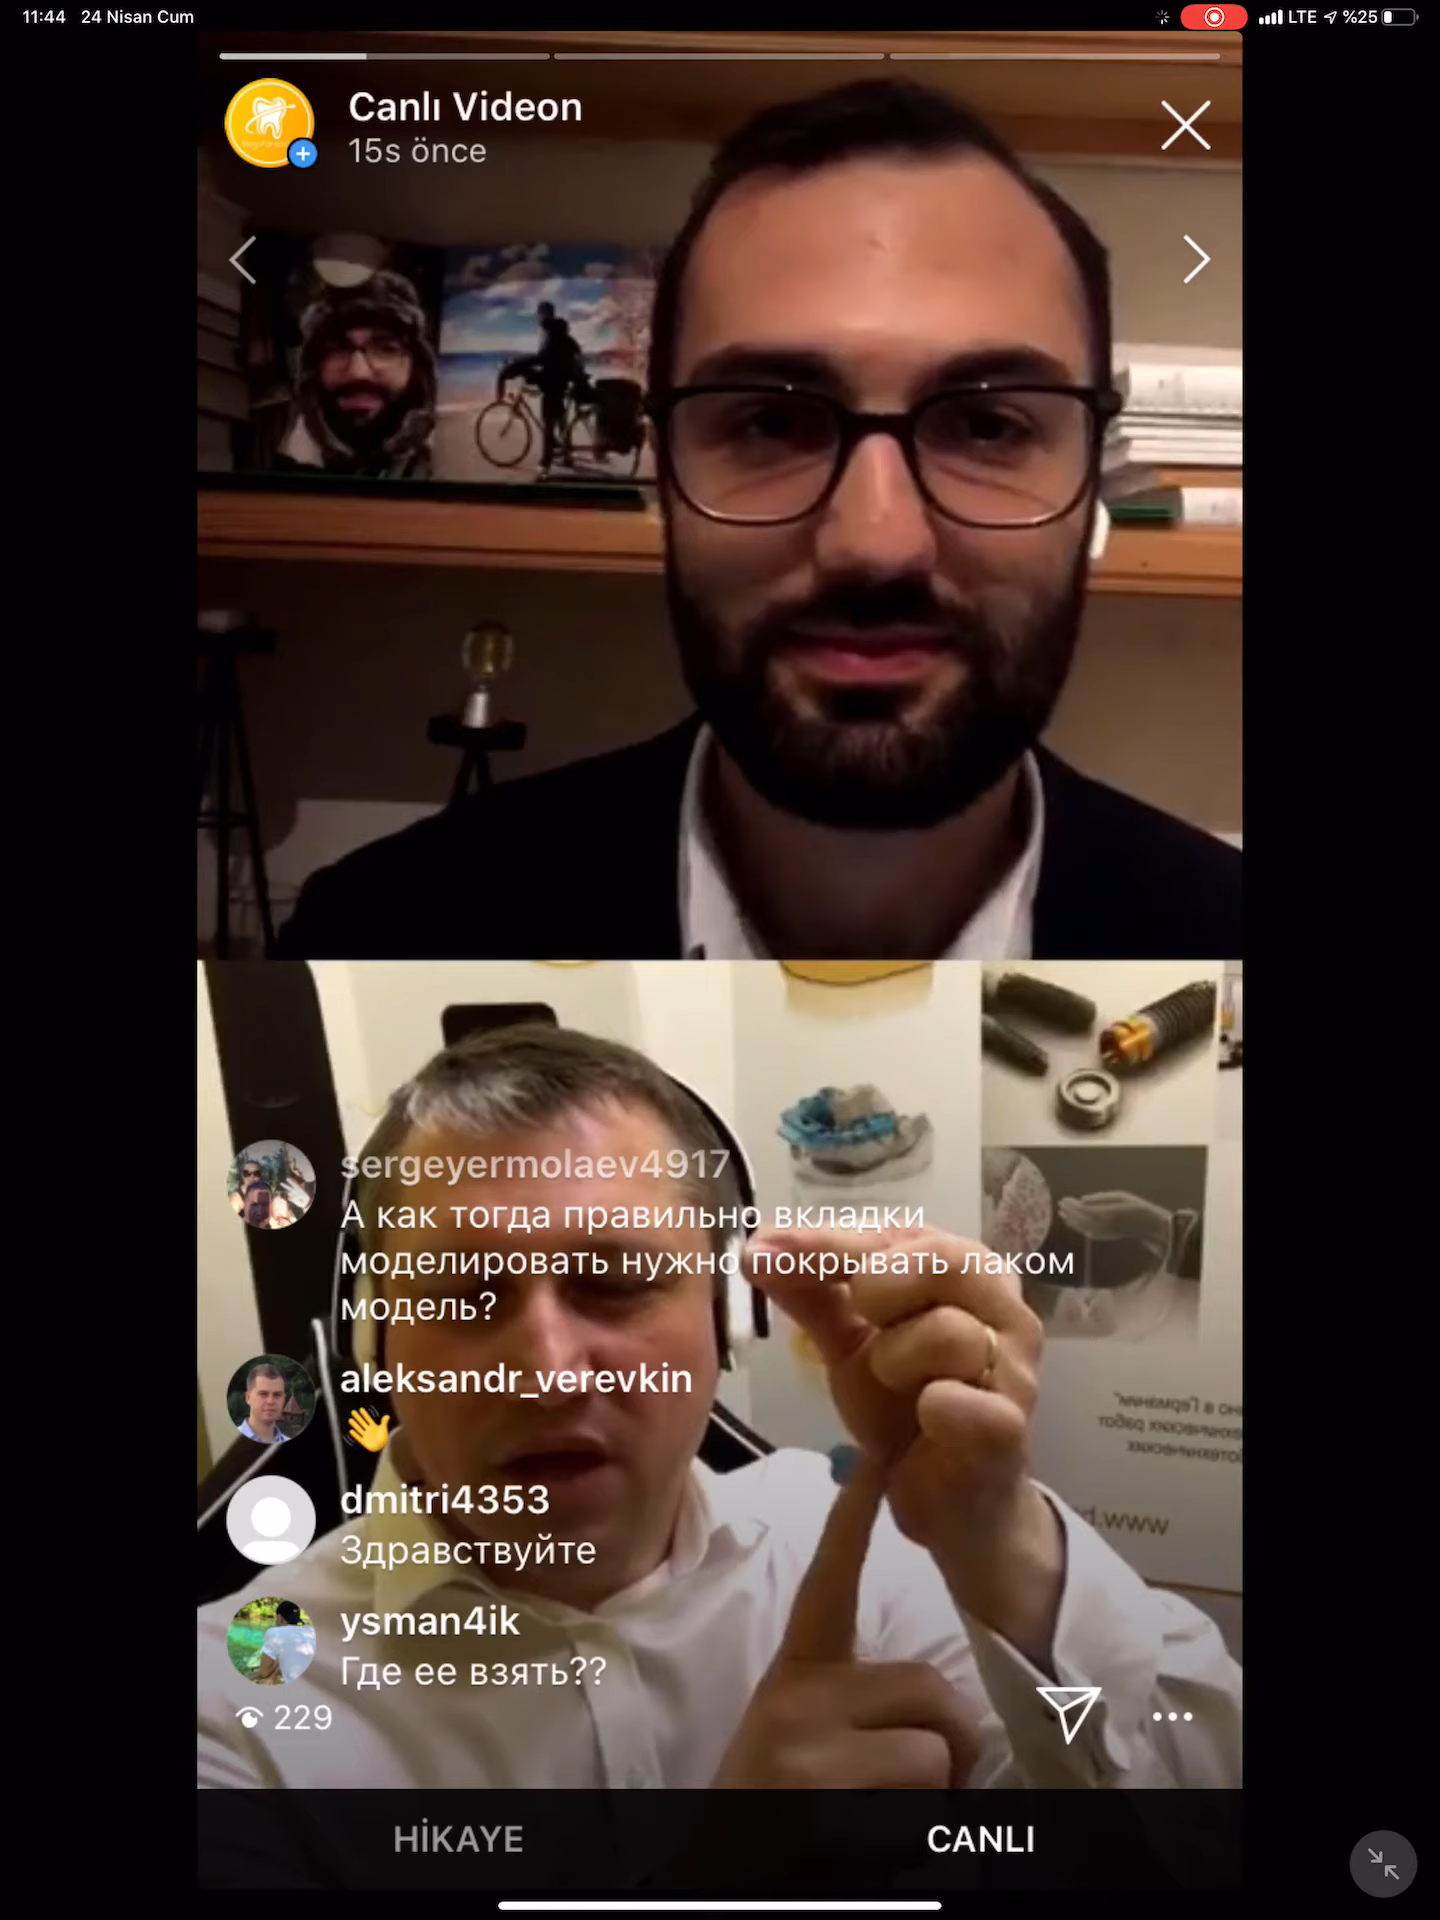 11:44 24 Nisan Cum
LTE %25
Canlı Videon
15s önce
sergeyermolaev4917
А как тогда правильно вкладки
моделировать нужно покрывать лаком
модель?
aleksandr_verevkin
👋
dmitri4353
Здравствуйте
ysman4ik
Где ее взять??
229
HİKAYE CANLI